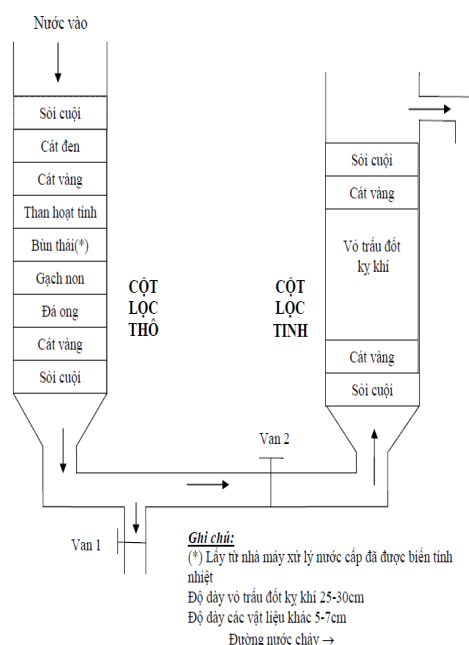 Nước vào
Sỏi cuội
Cát đen
Cát vàng
Than hoạt tính
Bùn thải(*)
Gạch non
Đá ong
Cát vàng
Sỏi cuội
CỘT
LỌC
THÔ
CỘT
LỌC
TINH
Sỏi cuội
Cát vàng
Vỏ trấu đốt
kỵ khí
Cát vàng
Sỏi cuội
Van 2
Van 1
Ghi chú:
(*) Lấy từ nhà máy xử lý nước cấp đã được biến tính
nhiệt
Độ dày vỏ trấu đốt kỵ khí 25-30cm
Độ dày các vật liệu khác 5-7cm
Đường nước chảy →